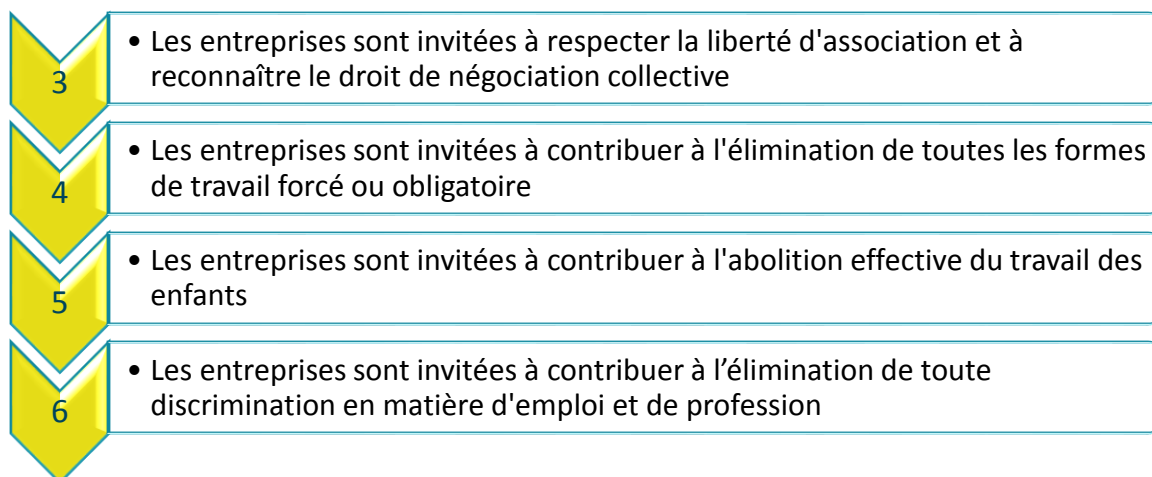 3
• Les entreprises sont invitées à respecter la liberté d'association et à
reconnaître le droit de négociation collective
4
• Les entreprises sont invitées à contribuer à l'élimination de toutes les formes
de travail forcé ou obligatoire
5
• Les entreprises sont invitées à contribuer à l'abolition effective du travail des
enfants
6
• Les entreprises sont invitées à contribuer à l’élimination de toute
discrimination en matière d'emploi et de profession